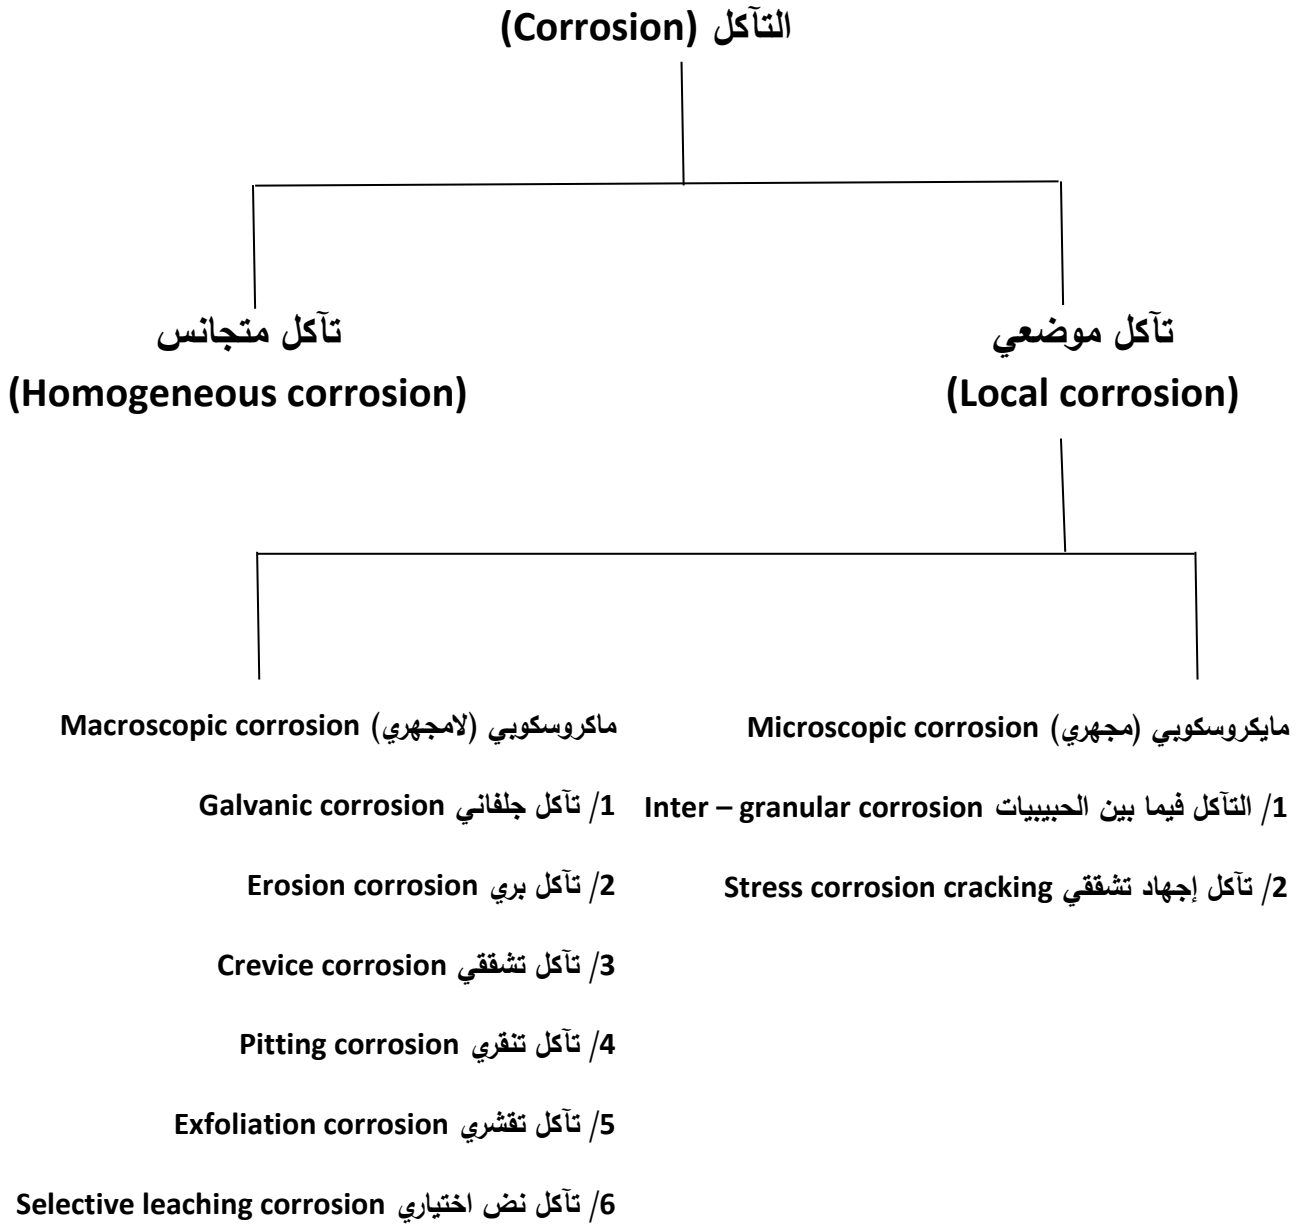 التآكل (Corrosion)
تآكل موضعي
(Local corrosion)
تآكل متجانس
(Homogeneous corrosion)
مايكروسكوبي (مجهري) Microscopic corrosion
1/ التآكل فيما بين الحبيبيات Inter – granular corrosion
2/ تآكل إجهاد تشققي Stress corrosion cracking
ماكروسكوبي (لامجهري) Macroscopic corrosion
1/ تآكل جلفاني Galvanic corrosion
2/ تآكل بري Erosion corrosion
3/ تآكل تشققي Crevice corrosion
4/ تآكل تنقري Pitting corrosion
5/ تآكل تقشري Exfoliation corrosion
6/ تآكل نض اختياري Selective leaching corrosion